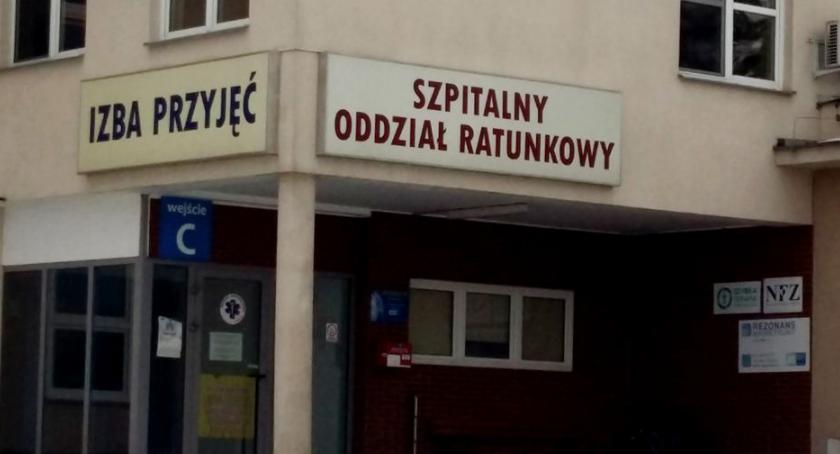 IZBA PRZYJĘĆ
SZPITALNY
ODDZIAŁ RATUNKOWY
wejście
C
NFZ
REZONANS